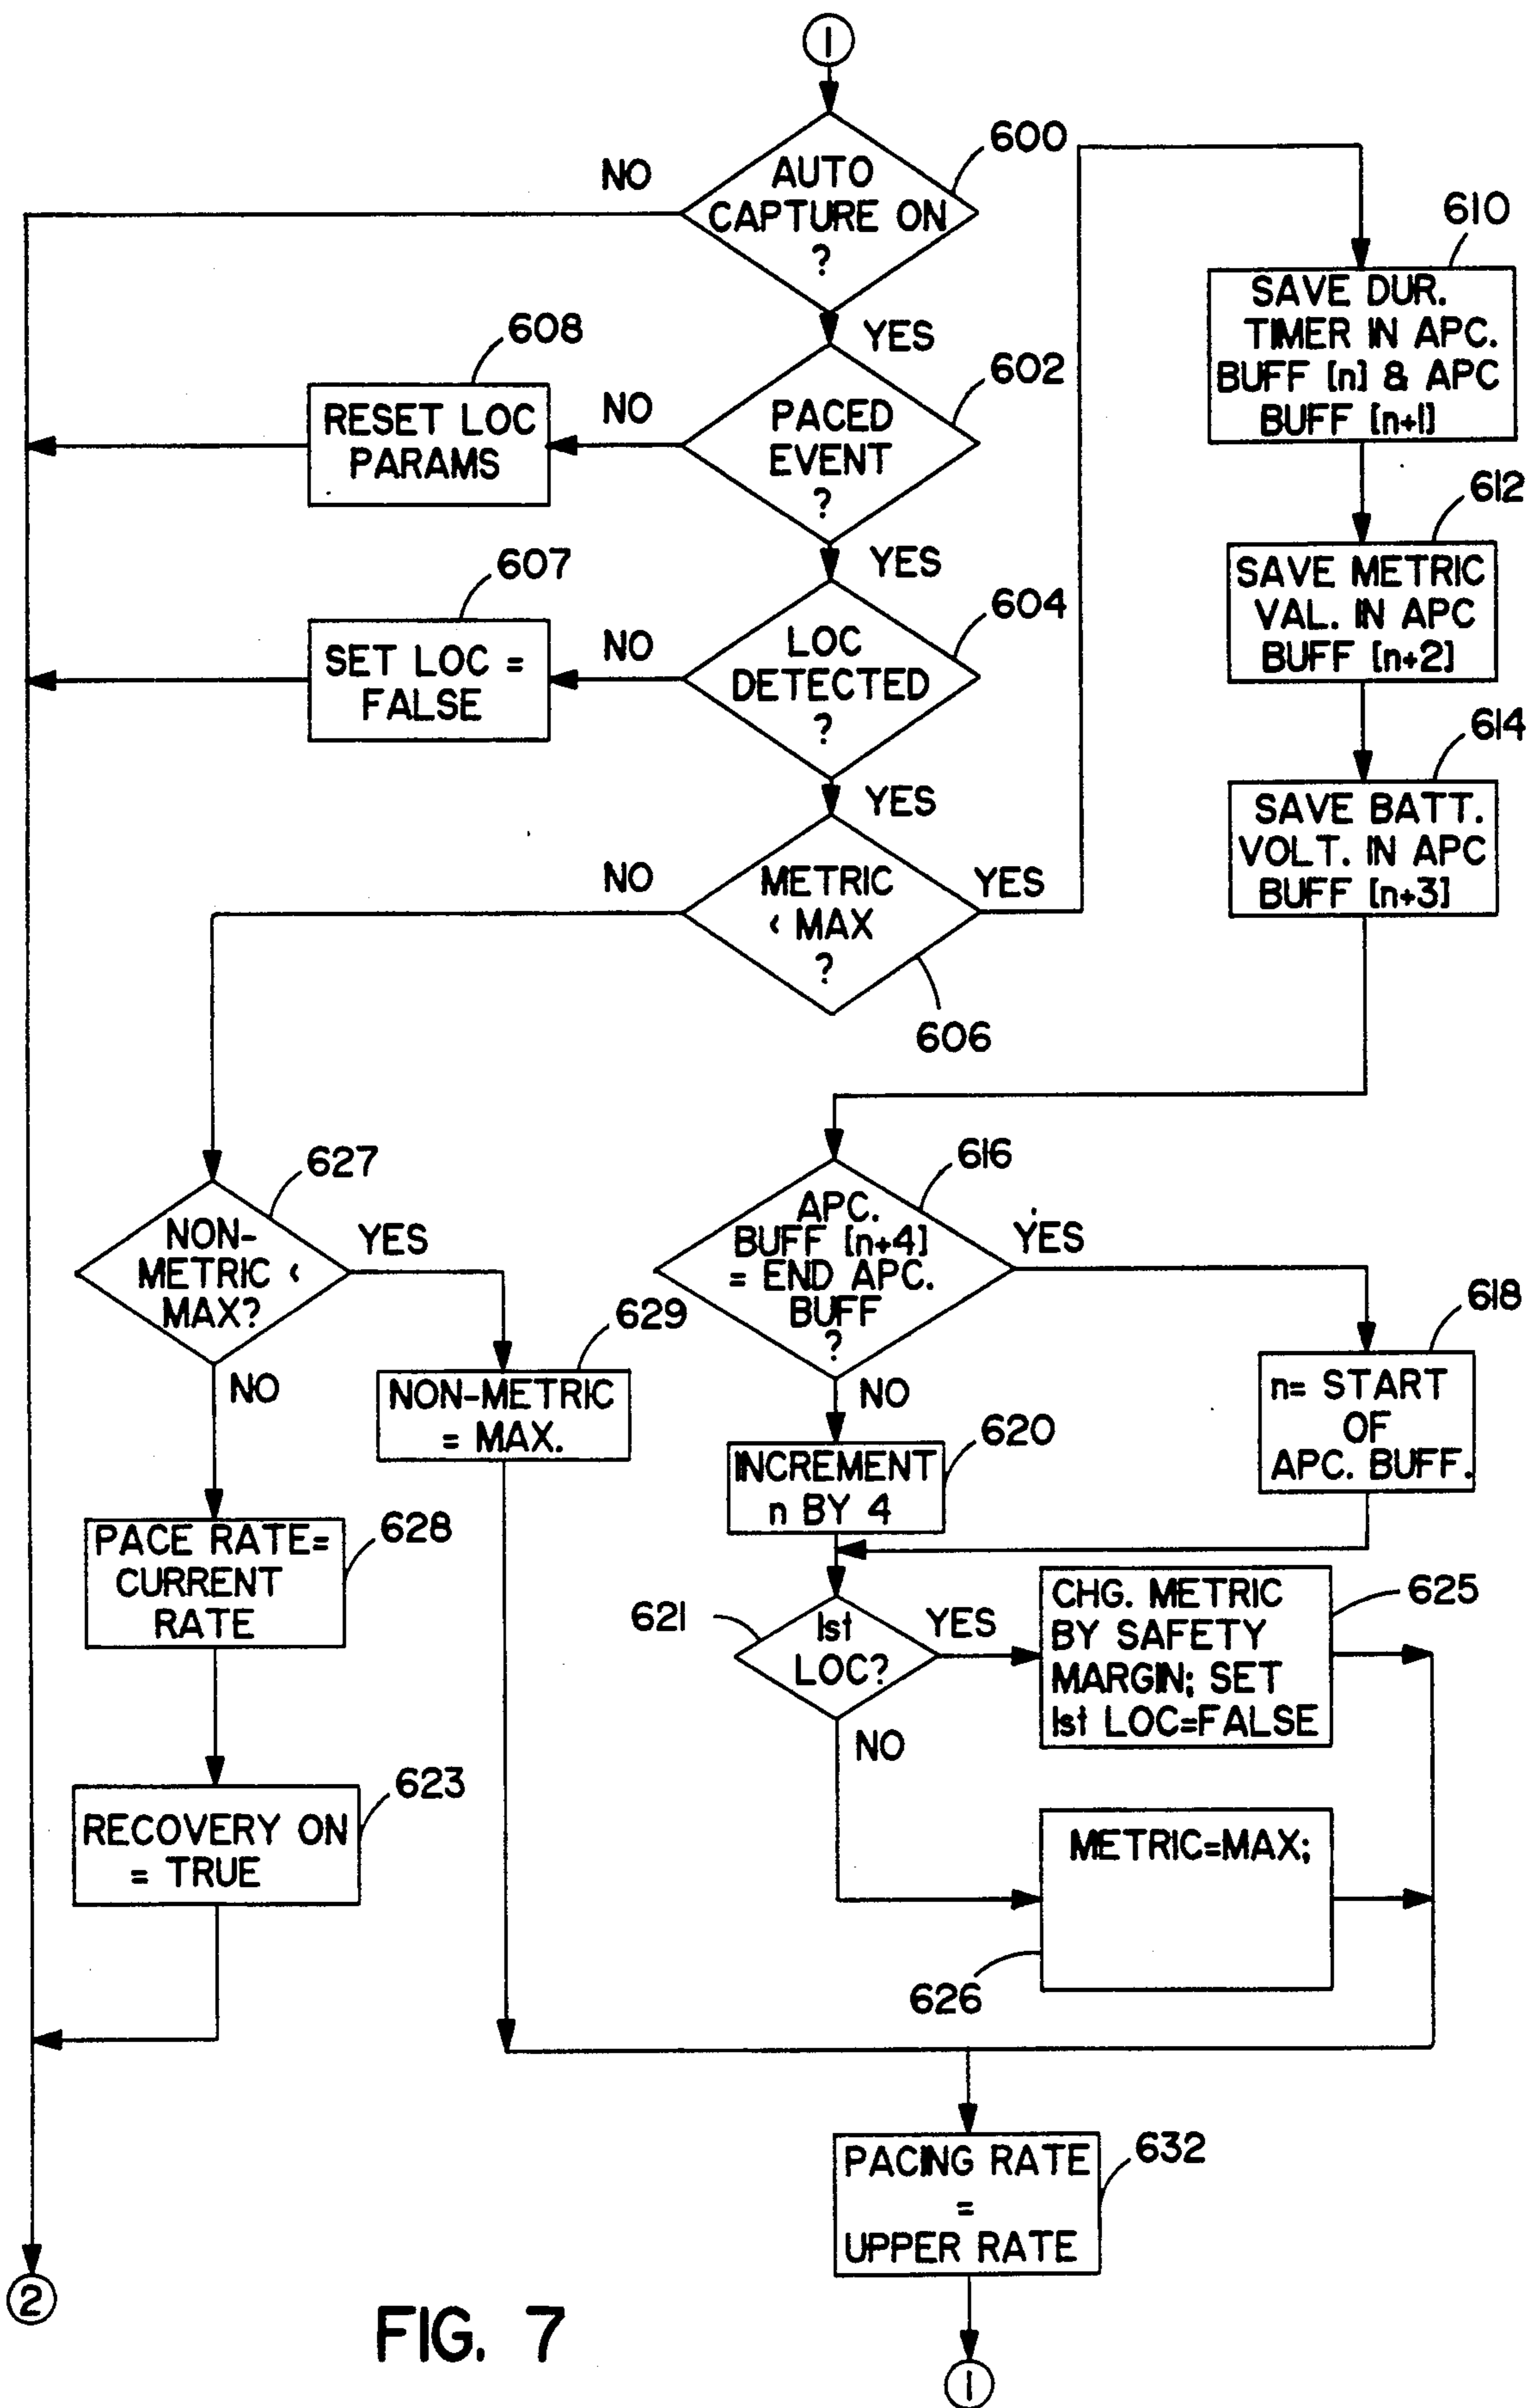 1
600
AUTO
CAPTURE ON
?
NO
YES
602
PACED
EVENT
?
NO
608
RESET LOC
PARAMS
YES
604
LOC
DETECTED
?
NO
607
SET LOC =
FALSE
YES
METRIC
< MAX
?
606
NO
YES
610
SAVE DUR.
TIMER IN APC.
BUFF [n] & APC
BUFF [n+1]
612
SAVE METRIC
VAL. IN APC
BUFF [n+2]
614
SAVE BATT.
VOLT. IN APC
BUFF [n+3]
616
APC.
BUFF [n+4]
= END APC.
BUFF
?
YES
NO
618
n= START
OF
APC. BUFF.
620
INCREMENT
n BY 4
621
1st
LOC?
YES
NO
625
CHG. METRIC
BY SAFETY
MARGIN; SET
1st LOC=FALSE
626
METRIC=MAX;
627
NON-
METRIC <
MAX?
YES
NO
629
NON-METRIC
= MAX.
628
PACE RATE=
CURRENT
RATE
623
RECOVERY ON
= TRUE
632
PACING RATE
=
UPPER RATE
2
1
FIG. 7